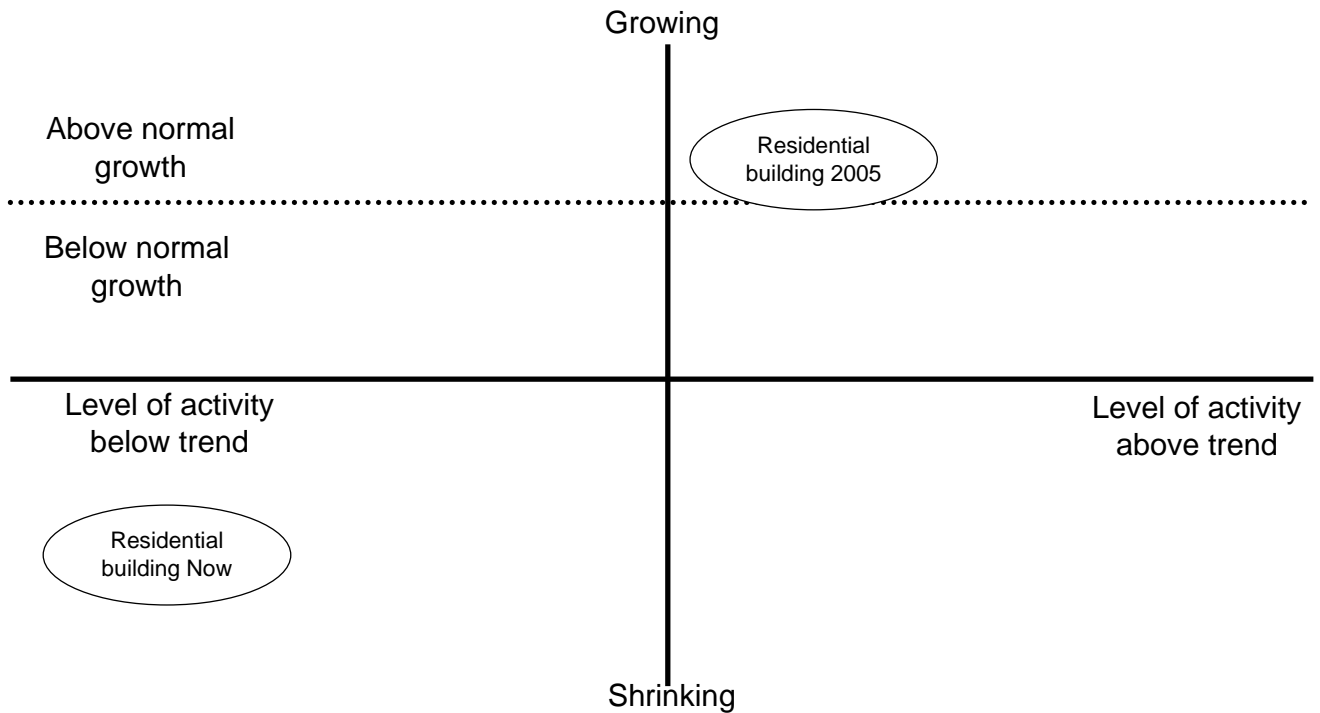 Growing
Above normal
growth
Residential
building 2005
Below normal
growth
Level of activity
below trend
Level of activity
above trend
Residential
building Now
Shrinking